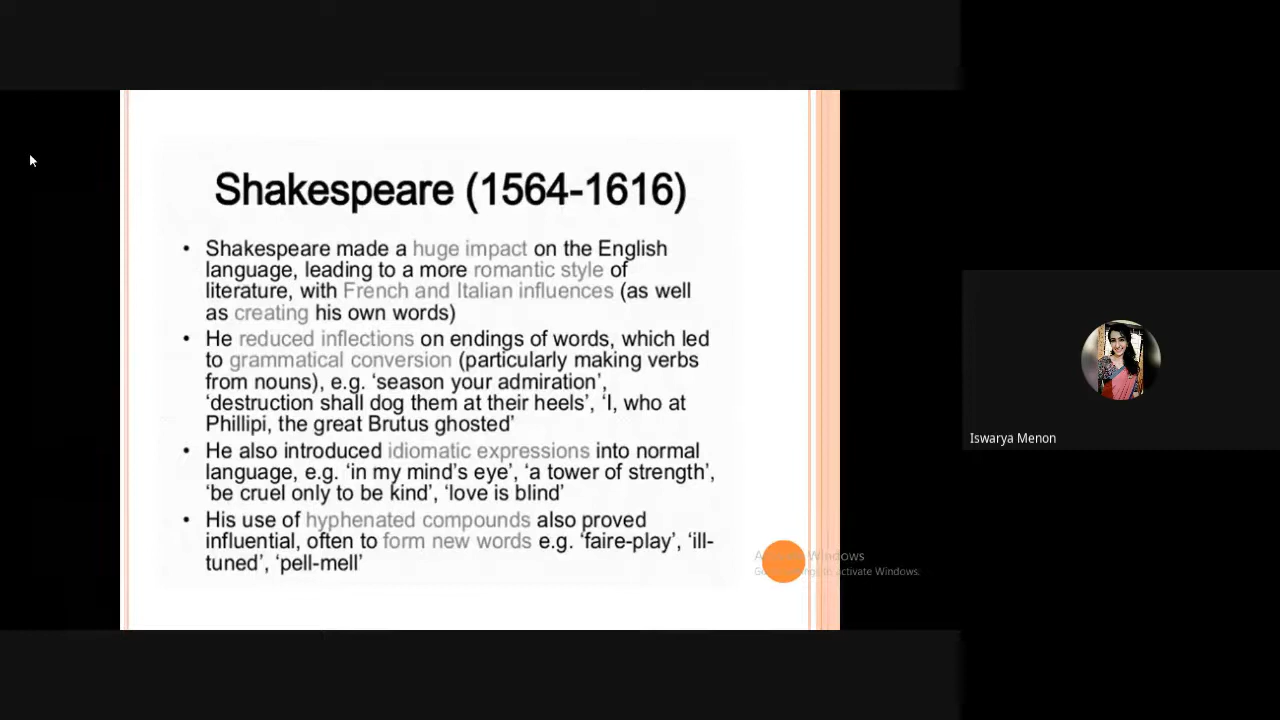 Shakespeare (1564-1616)
• Shakespeare made a huge impact on the English
language, leading to a more romantic style of
literature, with French and Italian influences (as well
as creating his own words)
• He reduced inflections on endings of words, which led
to grammatical conversion (particularly making verbs
from nouns), e.g. ‘season your admiration’,
‘destruction shall dog them at their heels’, ‘I, who at
Phillipi, the great Brutus ghosted’
• He also introduced idiomatic expressions into normal
language, e.g. ‘in my mind’s eye’, ‘a tower of strength’,
‘be cruel only to be kind’, ‘love is blind’
• His use of hyphenated compounds also proved
influential, often to form new words e.g. ‘faire-play’, ‘ill-
tuned’, ‘pell-mell’
Windows
activate Windows.
Iswarya Menon